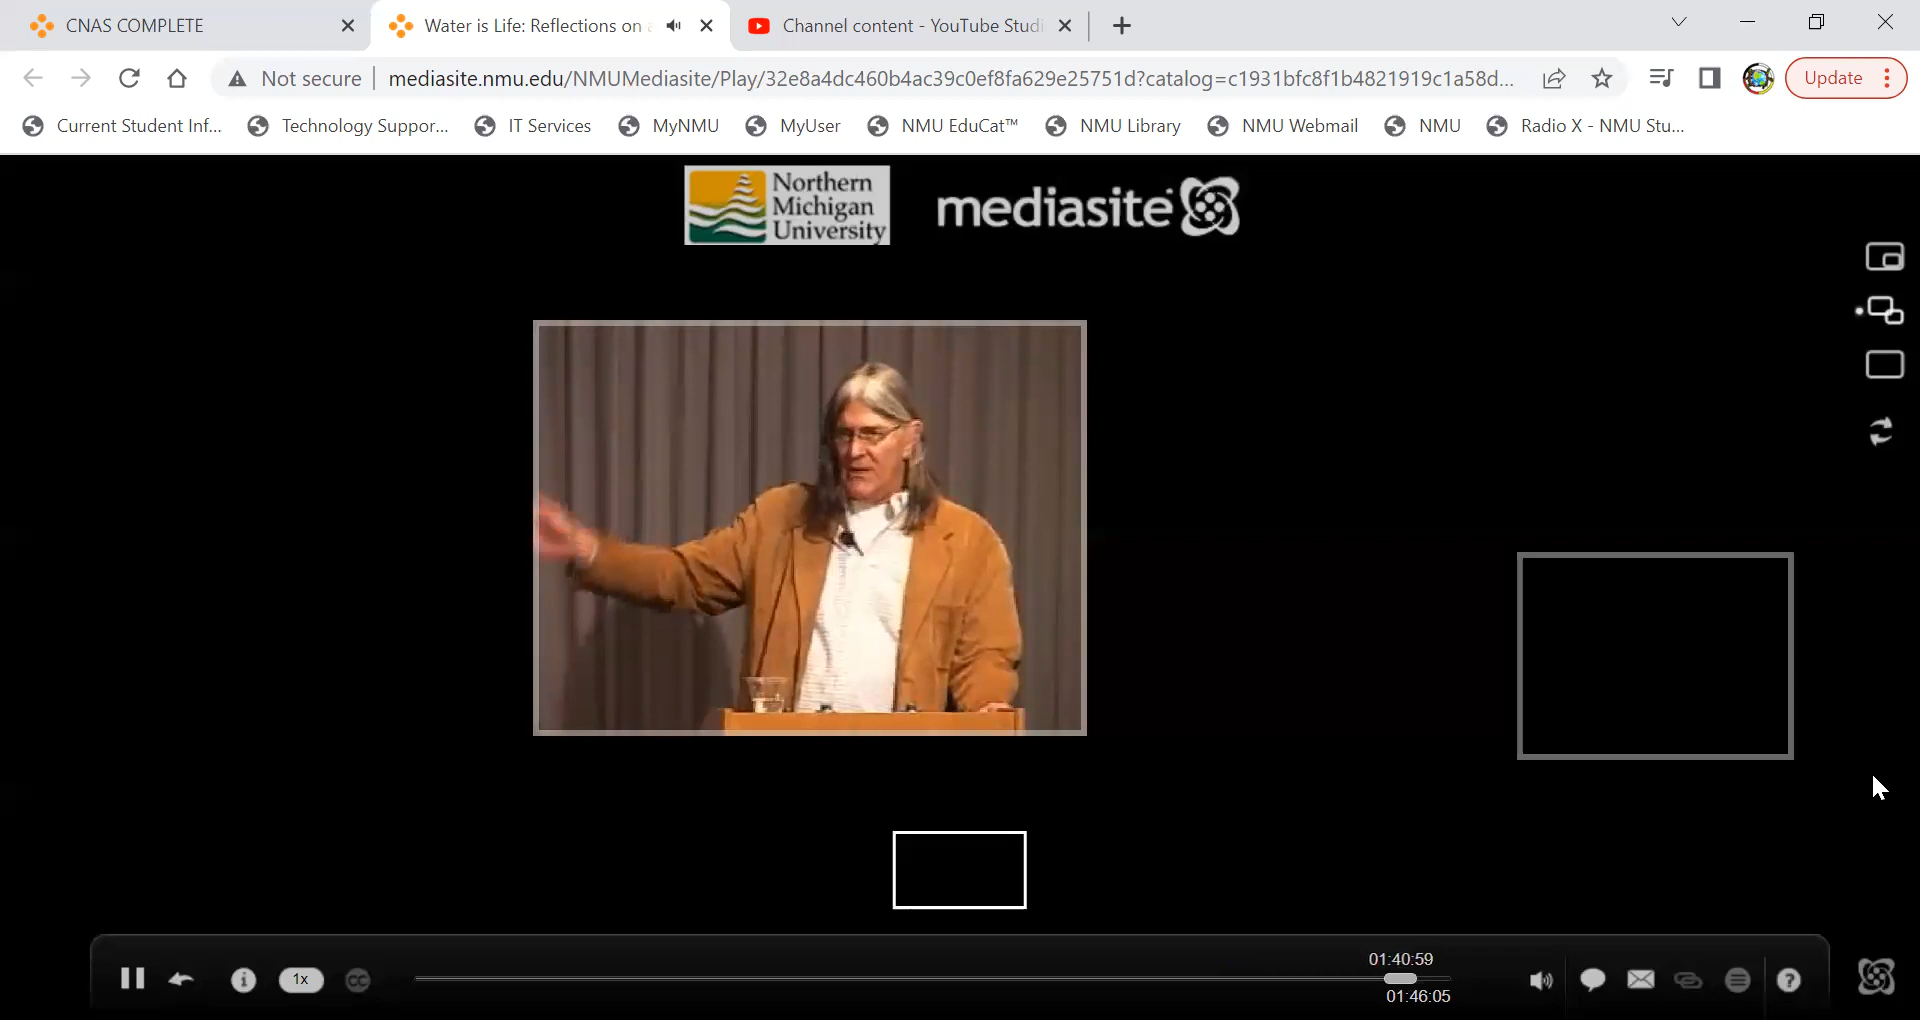 CNAS COMPLETE
Water is Life: Reflections on
Channel content - YouTube Studi
Not secure
mediasite.nmu.edu/NMUMediasite/Play/32e8a4dc460b4ac39c0ef8fa629e25751d?catalog=c1931bfc8f1b4821919c1a58d...
Update
Current Student Inf...
Technology Suppor...
IT Services
MyNMU
MyUser
NMU EduCat™
NMU Library
NMU Webmail
NMU
Radio X - NMU Stu...
Northern
Michigan
University
mediasite
01:40:59
1x
CC
01:46:05